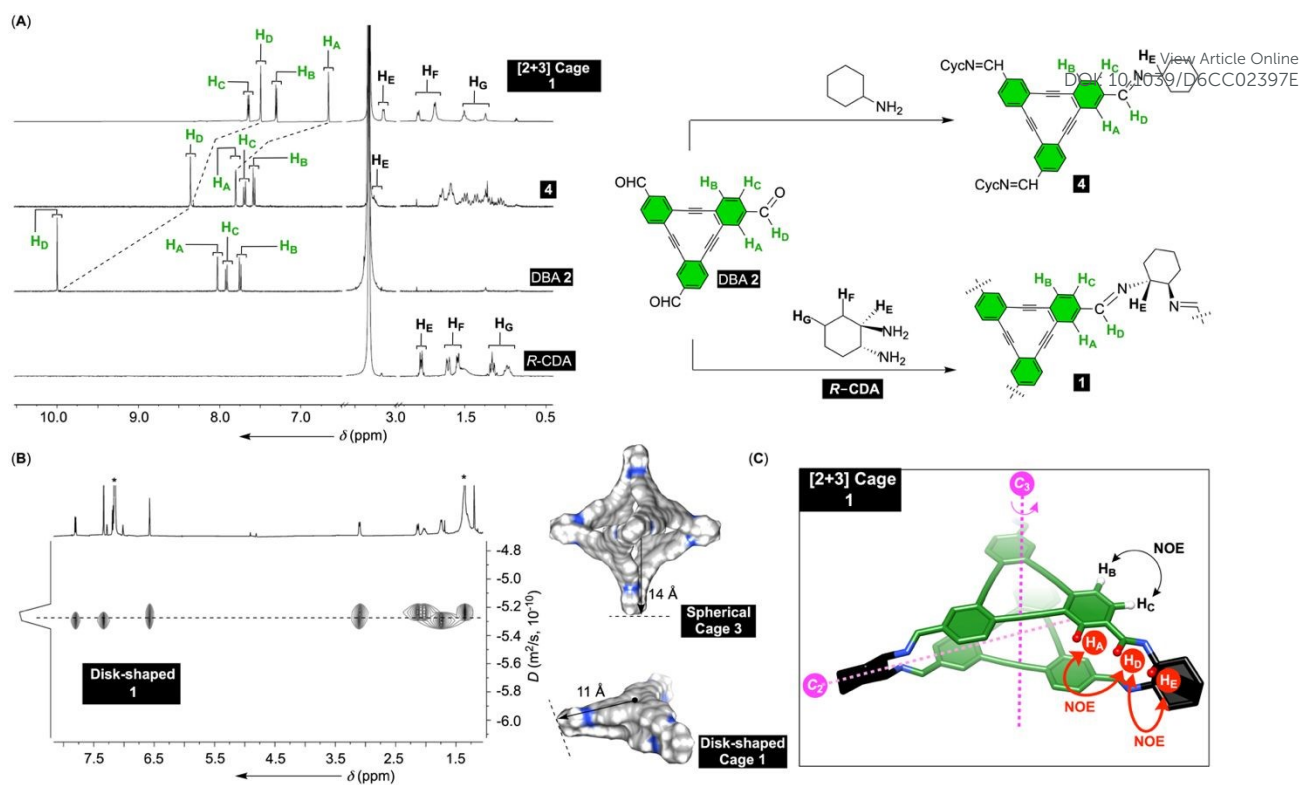 (A)
H_D
H_A
H_C
H_B
[2+3] Cage
1
H_E
H_F
H_G
H_D
H_C
H_A
H_B
H_E
4
H_D
H_A
H_C
H_B
DBA 2
H_E
H_F
H_G
R-CDA
10.0 9.0 8.0 7.0 3.0 1.5 0.5
δ (ppm)
NH2
CycN=CH
H_B
H_C
H_E
N
C
H_D
H_A
CycN=CH
4
View Article Online
DOI: 10.1039/D6CC02397E
OHC
H_B
H_C
O
H_D
H_A
OHC
DBA 2
H_F
H_G
H_E
NH2
NH2
R-CDA
H_B
H_C
N
H_E
N
H_D
H_A
1
(B)
*
*
-4.8
-5.0
-5.2
-5.4
-5.6
-5.8
-6.0
D (m²/s, 10⁻¹⁰)
Disk-shaped
1
7.5 6.5 5.5 4.5 3.5 2.5 1.5
δ (ppm)
14 Å
Spherical
Cage 3
11 Å
Disk-shaped
Cage 1
(C)
[2+3] Cage
1
C3
NOE
H_B
H_C
H_A
H_D
H_E
C2
NOE
NOE